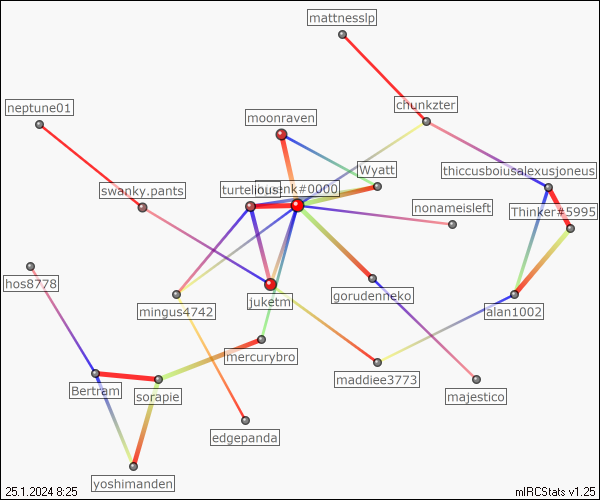 mattnesslp
neptune01
chunkzter
moonraven
Wyatt
thiccusboiusalexusjoneus
swanky.pants
turtelious
#0000
nonameisleft
Thinker#5995
hos8778
mingus4742
juketm
gorudenneko
alan1002
mercurybro
maddiee3773
Bertram
sorapie
majestico
edgepanda
yoshimanden
25.1.2024 8:25
mIRCStats v1.25